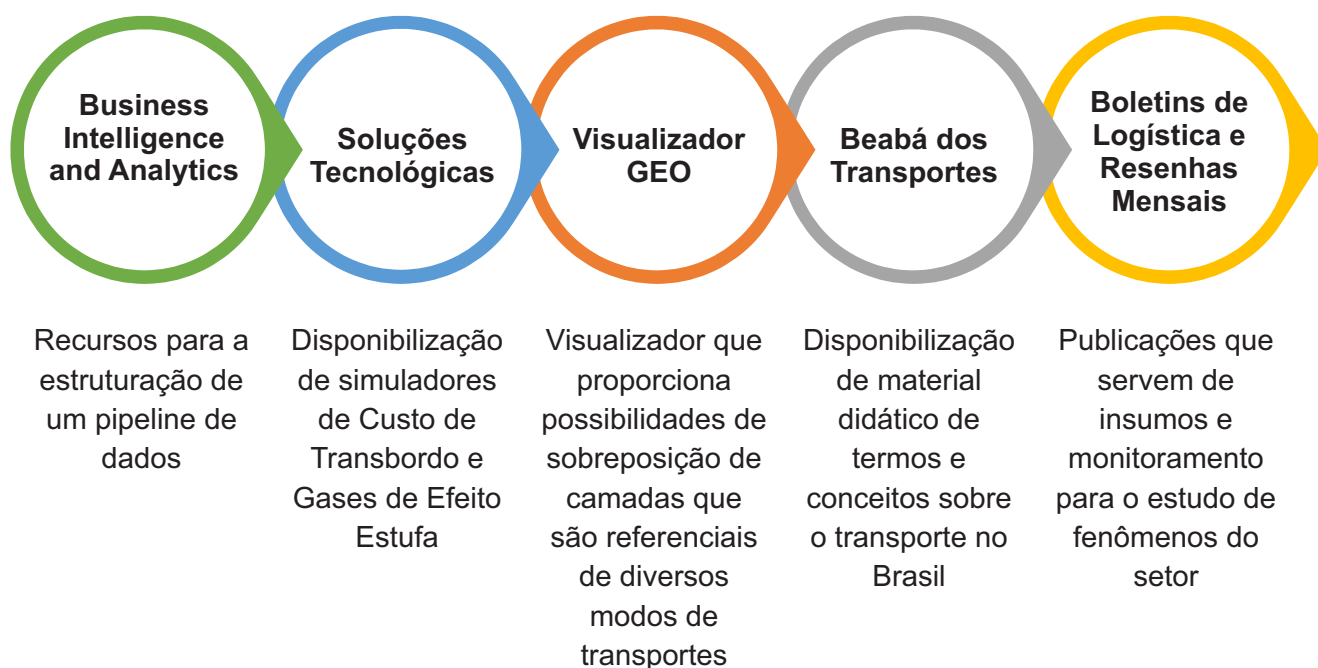 Business
Intelligence
and Analytics
Soluções
Tecnológicas
Visualizador
GEO
Beabá dos
Transportes
Boletins de
Logística e
Resenhas
Mensais
Recursos para a
estruturação de
um pipeline de
dados
Disponibilização
de simuladores
de Custo de
Transbordo e
Gases de Efeito
Estufa
Visualizador que
proporciona
possibilidades de
sobreposição de
camadas que
são referenciais
de diversos
modos de
transportes
Disponibilização
de material
didático de
termos e
conceitos sobre
o transporte no
Brasil
Publicações que
servem de
insumos e
monitoramento
para o estudo de
fenômenos do
setor